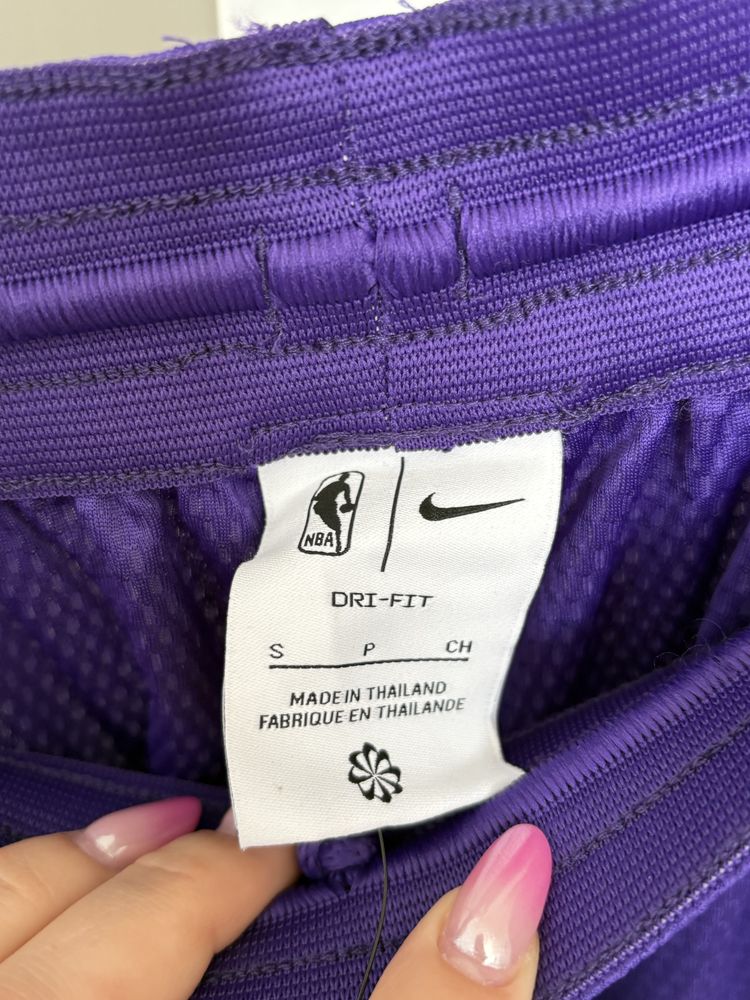 NBA
DRI-FIT
S P CH
MADE IN THAILAND
FABRIQUE EN THAILANDE